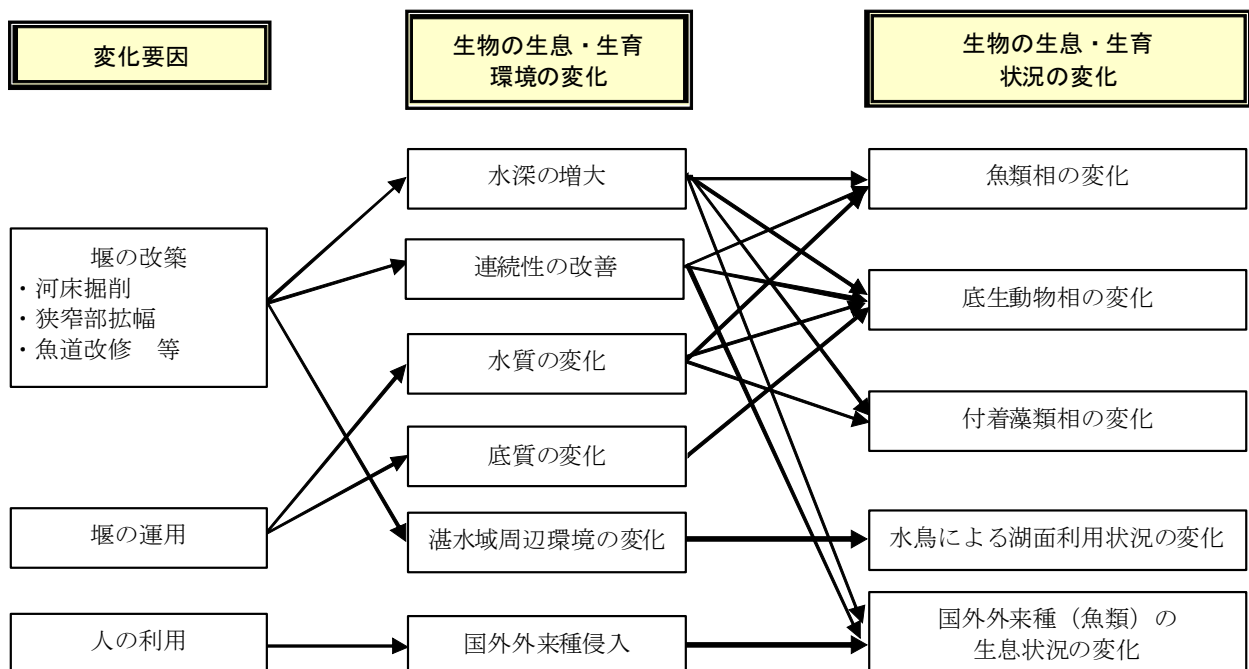 変化要因
生物の生息・生育
環境の変化
生物の生息・生育
状況の変化
堰の改築
・河床掘削
・狭窄部拡幅
・魚道改修　等
堰の運用
人の利用
水深の増大
連続性の改善
水質の変化
底質の変化
湛水域周辺環境の変化
国外外来種侵入
魚類相の変化
底生動物相の変化
付着藻類相の変化
水鳥による湖面利用状況の変化
国外外来種（魚類）の
生息状況の変化